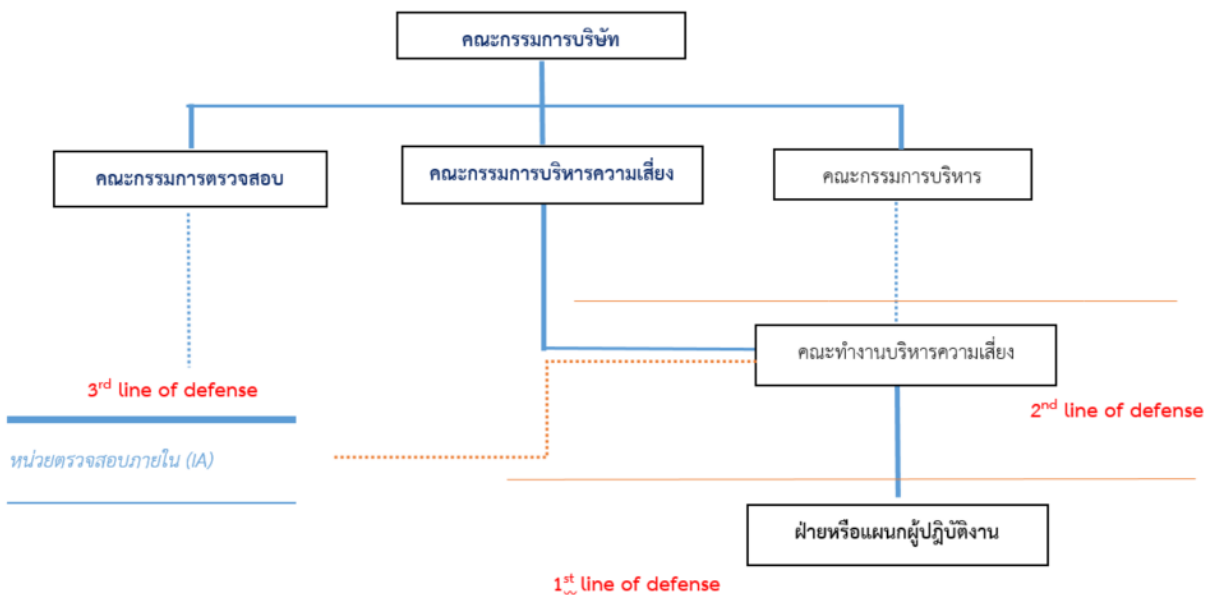 คณะกรรมการบริษัท
คณะกรรมการตรวจสอบ
คณะกรรมการบริหารความเสี่ยง
คณะกรรมการบริหาร
คณะทำงานบริหารความเสี่ยง
3rd line of defense
2nd line of defense
หน่วยตรวจสอบภายใน (IA)
ฝ่ายหรือแผนกผู้ปฎิบัติงาน
1st line of defense